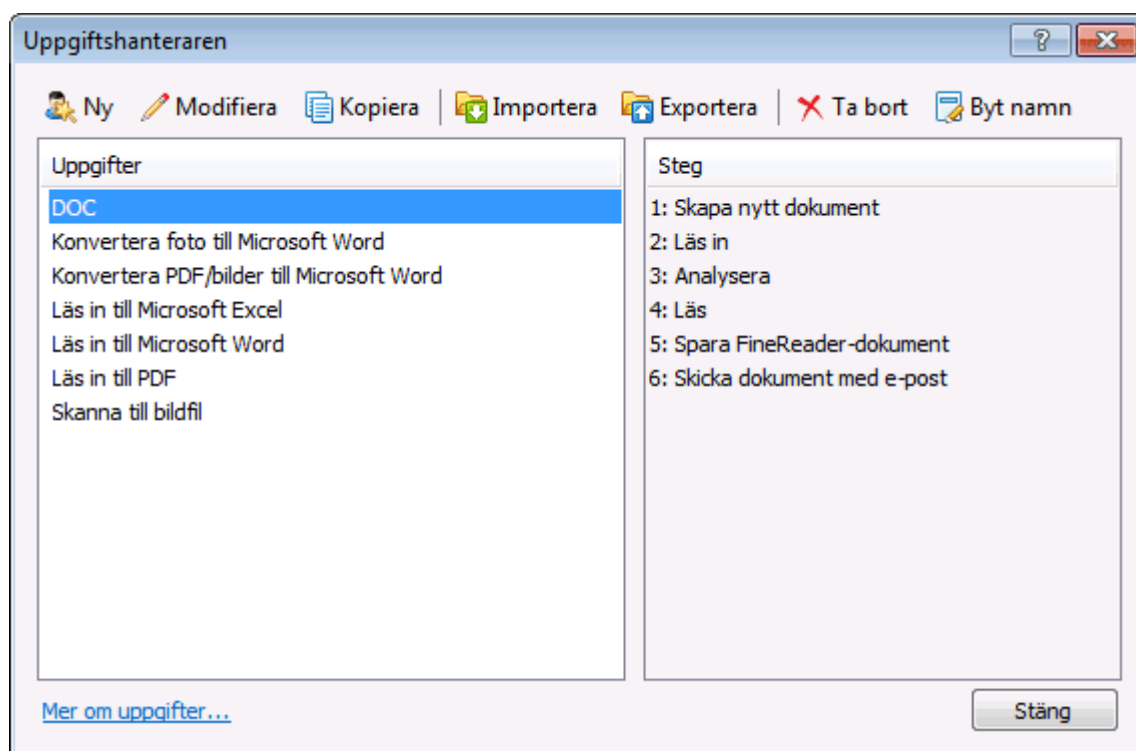 Uppgiftshanteraren
Ny Modifiera Kopiera Importera Exportera Ta bort Byt namn
Uppgifter
DOC
Konvertera foto till Microsoft Word
Konvertera PDF/bilder till Microsoft Word
Läs in till Microsoft Excel
Läs in till Microsoft Word
Läs in till PDF
Skanna till bildfil
Steg
1: Skapa nytt dokument
2: Läs in
3: Analysera
4: Läs
5: Spara FineReader-dokument
6: Skicka dokument med e-post
Mer om uppgifter...
Stäng